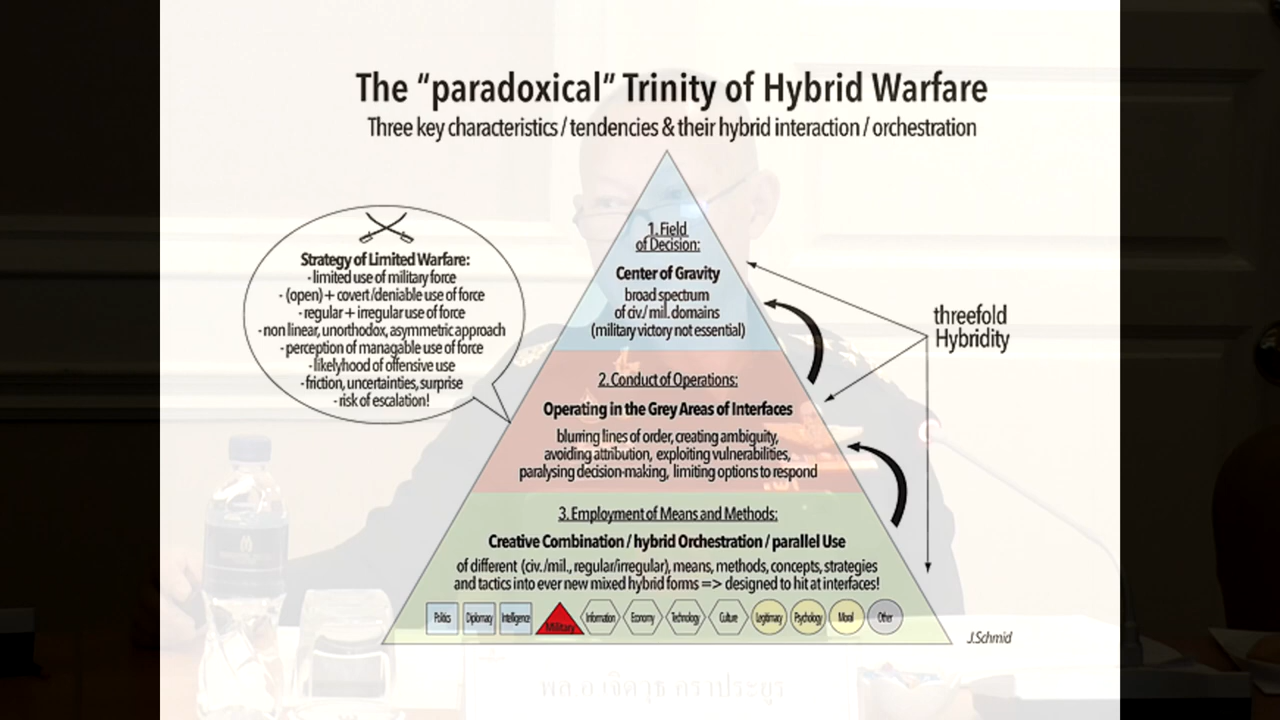 The “paradoxical” Trinity of Hybrid Warfare
Three key characteristics / tendencies & their hybrid interaction / orchestration
Strategy of Limited Warfare:
- limited use of military force
- (open) + covert/deniable use of force
- regular + irregular use of force
- non linear, unorthodox, asymmetric approach
- perception of managable use of force
- likelyhood of offensive use
- friction, uncertainties, surprise
- risk of escalation!
1. Field
of Decision:
Center of Gravity
broad spectrum
of civ./ mil. domains
(military victory not essential)
threefold
Hybridity
2. Conduct of Operations:
Operating in the Grey Areas of Interfaces
blurring lines of order, creating ambiguity,
avoiding attribution, exploiting vulnerabilities,
paralysing decision-making, limiting options to respond
3. Employment of Means and Methods:
Creative Combination / hybrid Orchestration / parallel Use
of different (civ./mil., regular/irregular), means, methods, concepts, strategies
and tactics into ever new mixed hybrid forms => designed to hit at interfaces!
Politics Diplomacy Intelligence Military Information Economy Technology Culture Legitimacy Psychology Moral Other
J.Schmid